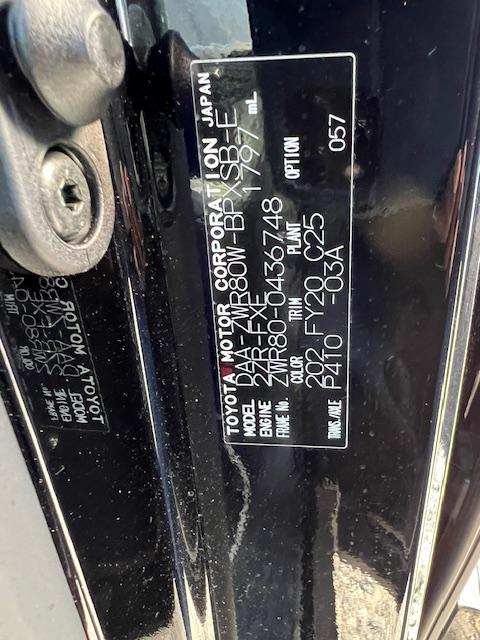 TOYOTA MOTOR CORPORATION JAPAN
MODEL DAA-ZWR80W-BPXSB-E
ENGINE 2ZR-FXE 1797 mL
FRAME No. ZWR80-0436748
COLOR TRIM PLANT OPTION
202 FY20 C25 057
TRANS./AXLE P410 -03A